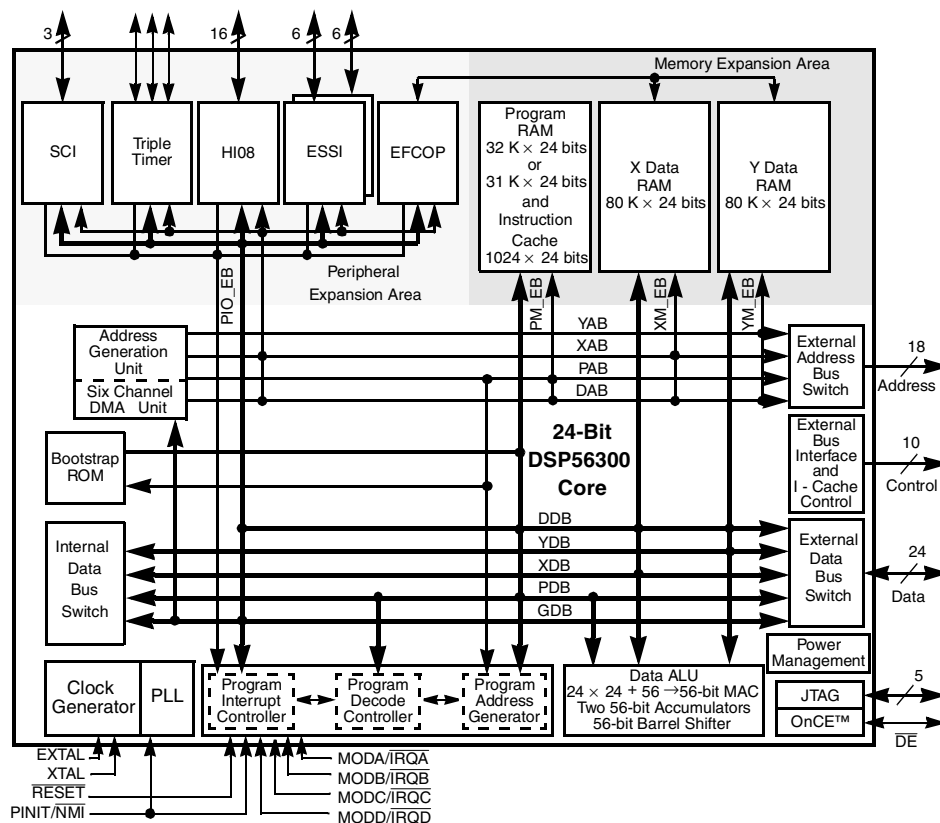 3
16
6
6
Memory Expansion Area
SCI
Triple
Timer
HI08
ESSI
EFCOP
Program
RAM
32 K × 24 bits
or
31 K × 24 bits
and
Instruction
Cache
1024 × 24 bits
X Data
RAM
80 K × 24 bits
Y Data
RAM
80 K × 24 bits
Peripheral
Expansion Area
PIO_EB
PM_EB
XM_EB
YM_EB
Address
Generation
Unit
Six Channel
DMA Unit
YAB
XAB
PAB
DAB
External
Address
Bus
Switch
18
Address
Bootstrap
ROM
24-Bit
DSP56300
Core
External
Bus
Interface
and
I - Cache
Control
10
Control
Internal
Data
Bus
Switch
DDB
YDB
XDB
PDB
GDB
External
Data
Bus
Switch
24
Data
Power
Management
Clock
Generator
PLL
Program
Interrupt
Controller
Program
Decode
Controller
Program
Address
Generator
Data ALU
24 × 24 + 56 →56-bit MAC
Two 56-bit Accumulators
56-bit Barrel Shifter
JTAG
OnCE™
5
DE
EXTAL
XTAL
RESET
PINIT/NMI
MODA/IRQA
MODB/IRQB
MODC/IRQC
MODD/IRQD